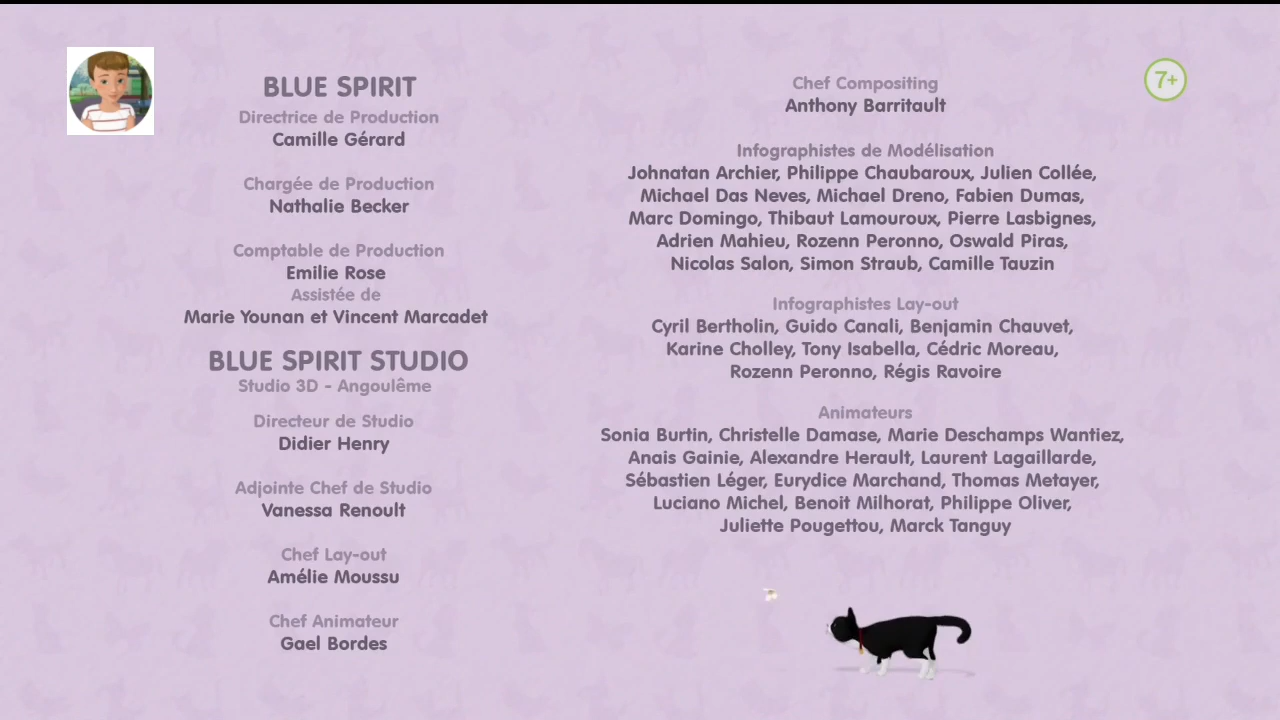 BLUE SPIRIT
Directrice de Production
Camille Gérard
Chargée de Production
Nathalie Becker
Comptable de Production
Emilie Rose
Assistée de
Marie Younan et Vincent Marcadet
BLUE SPIRIT STUDIO
Studio 3D - Angoulême
Directeur de Studio
Didier Henry
Adjointe Chef de Studio
Vanessa Renoult
Chef Lay-out
Amélie Moussu
Chef Animateur
Gael Bordes
Chef Compositing
Anthony Barritault
Infographistes de Modélisation
Johnatan Archier, Philippe Chaubaroux, Julien Collée,
Michael Das Neves, Michael Dreno, Fabien Dumas,
Marc Domingo, Thibaut Lamouroux, Pierre Lasbignes,
Adrien Mahieu, Rozenn Peronno, Oswald Piras,
Nicolas Salon, Simon Straub, Camille Tauzin
Infographistes Lay-out
Cyril Bertholin, Guido Canali, Benjamin Chauvet,
Karine Cholley, Tony Isabella, Cédric Moreau,
Rozenn Peronno, Régis Ravoire
Animateurs
Sonia Burtin, Christelle Damase, Marie Deschamps Wantiez,
Anais Gainie, Alexandre Herault, Laurent Lagaillarde,
Sébastien Léger, Eurydice Marchand, Thomas Metayer,
Luciano Michel, Benoit Milhorat, Philippe Oliver,
Juliette Pougettou, Marck Tanguy
7+